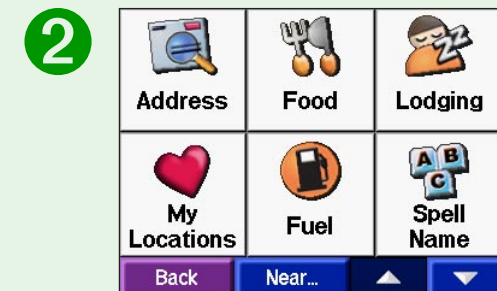 2
Address Food Lodging
A B
C
My Locations Fuel Spell Name
Back Near...